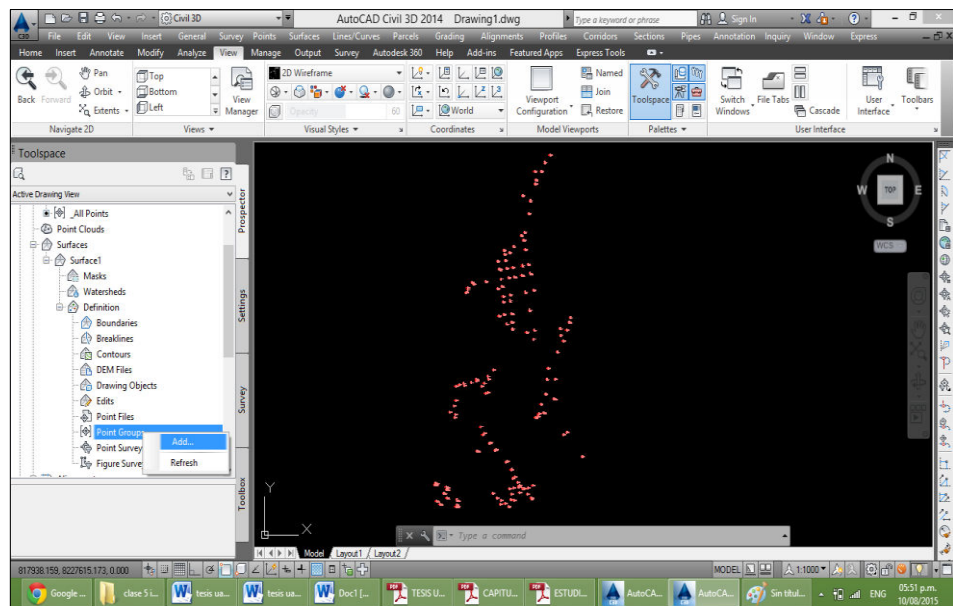 Civil 3D
AutoCAD Civil 3D 2014 Drawing1.dwg
Type a keyword or phrase
Sign In
File Edit View Insert General Survey Points Surfaces Lines/Curves Parcels Grading Alignments Profiles Corridors Sections Pipes Annotation Inquiry Window Express
Home Insert Annotate Modify Analyze View Manage Output Survey Autodesk 360 Help Add-ins Featured Apps Express Tools
Back Forward
Pan
Orbit
Extents
Top
Bottom
Left
View Manager
2D Wireframe
Opacity 60
World
Viewport Configuration
Named
Join
Restore
Toolspace
Switch Windows
File Tabs
Cascade
User Interface
Toolbars
Navigate 2D
Views
Visual Styles
Coordinates
Model Viewports
Palettes
User Interface
Toolspace
Active Drawing View
_All Points
Point Clouds
Surfaces
Surface1
Masks
Watersheds
Definition
Boundaries
Breaklines
Contours
DEM Files
Drawing Objects
Edits
Point Files
Point Groups
Point Survey
Figure Surve
Add...
Refresh
Prospector
Settings
Survey
Toolbox
N
W TOP E
S
WCS
Y
X
Type a command
Model Layout1 Layout2
817938.159, 8227615.173, 0.000
MODEL
1:1000
Google ...
clase 5 i...
tesis ua...
tesis ua...
Doc1 [...
TESIS U...
CAPITU...
ESTUDI...
AutoCA...
AutoCA...
Sin títul...
ENG
05:51 p.m.
10/08/2015